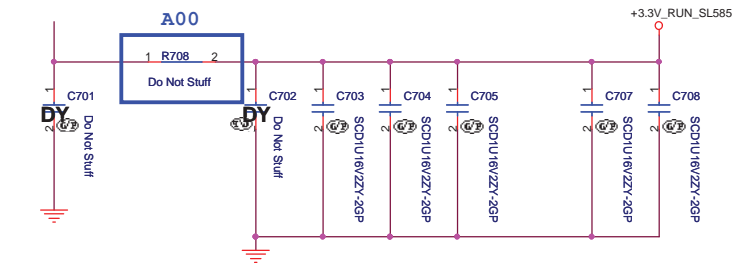 A00
+3.3V_RUN_SL585
1 R708 2
Do Not Stuff
1 C701 DY 2 G/P Do Not Stuff
1 C702 DY 2 G/P Do Not Stuff
1 C703 2 G/P SCD1U16V2ZY-2GP
1 C704 2 G/P SCD1U16V2ZY-2GP
1 C705 2 G/P SCD1U16V2ZY-2GP
1 C707 2 G/P SCD1U16V2ZY-2GP
1 C708 2 G/P SCD1U16V2ZY-2GP